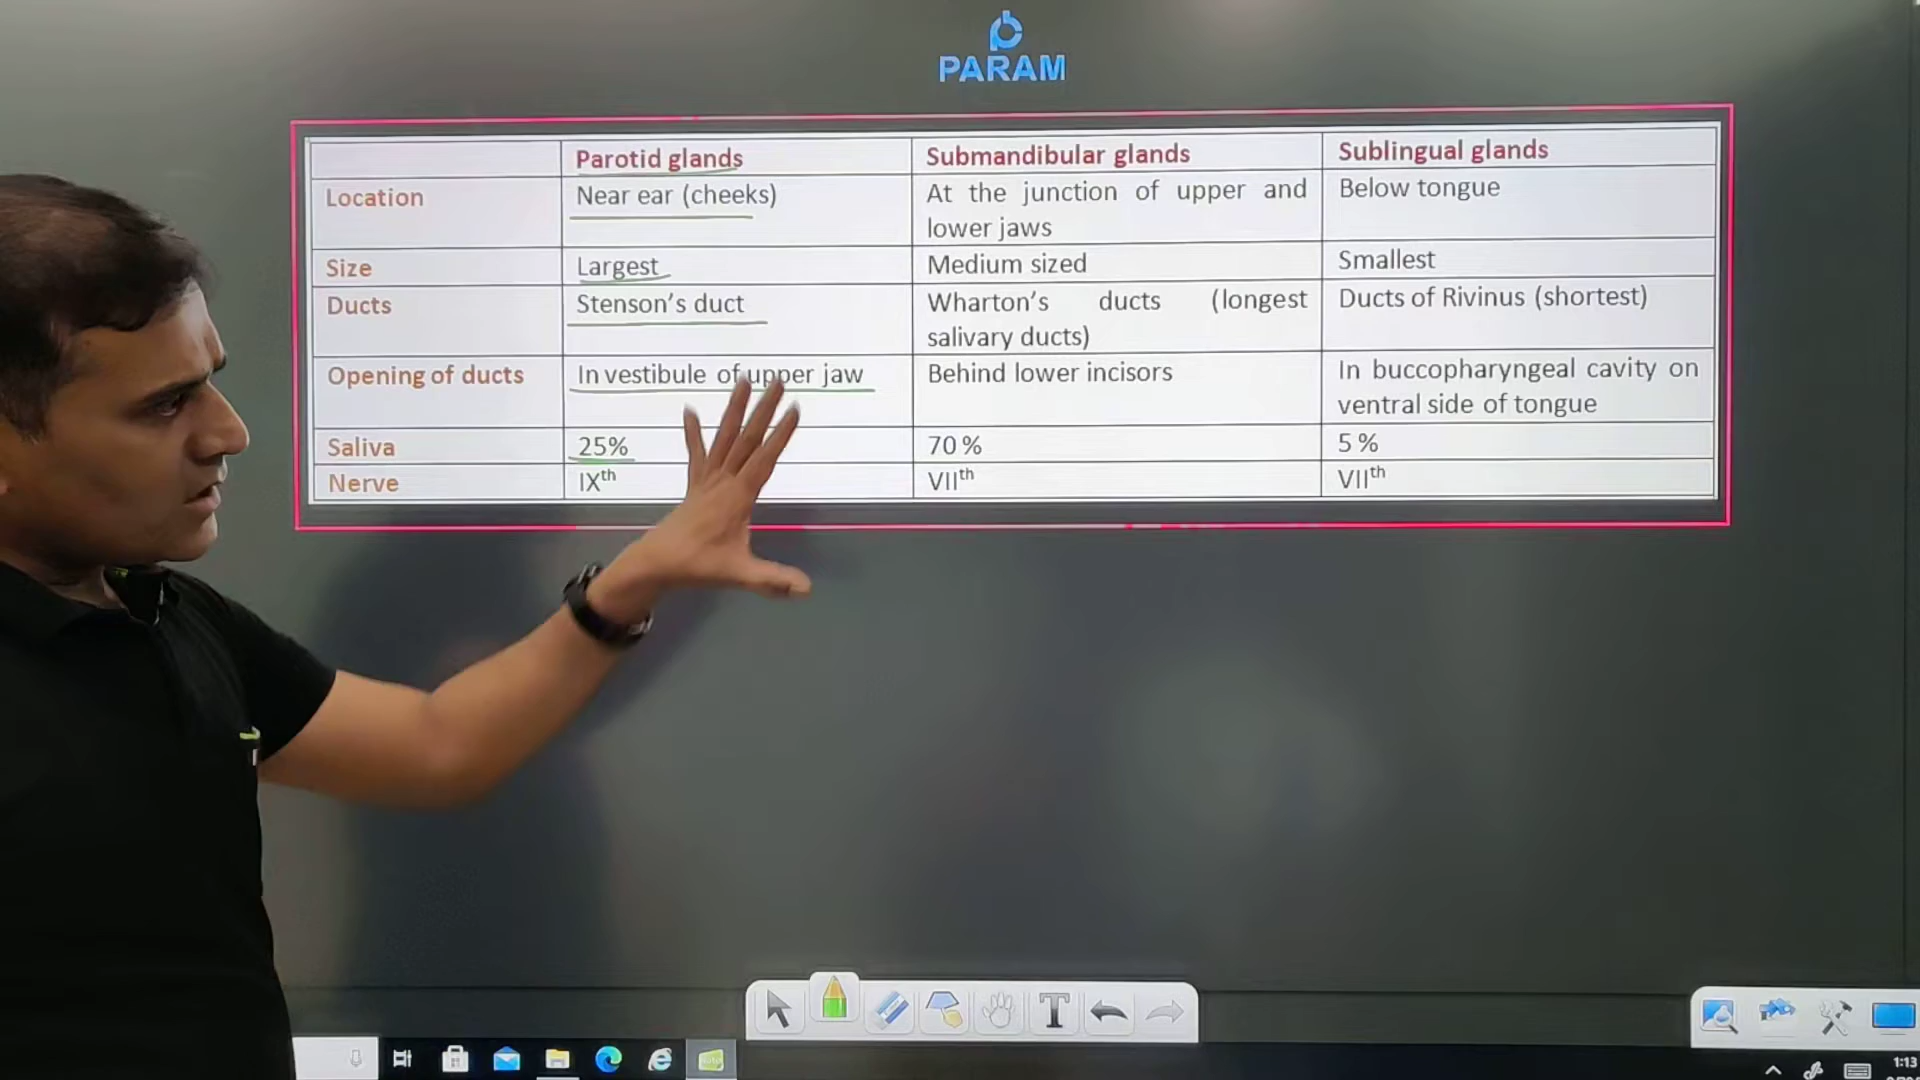 PARAM
Parotid glands Submandibular glands Sublingual glands
Location Near ear (cheeks) At the junction of upper and Below tongue
lower jaws
Size Largest Medium sized Smallest
Ducts Stenson's duct Wharton's ducts (longest Ducts of Rivinus (shortest)
salivary ducts)
Opening of ducts In vestibule of upper jaw Behind lower incisors In buccopharyngeal cavity on
ventral side of tongue
Saliva 25% 70% 5%
Nerve IXth VIIth VIIth
T
1:13